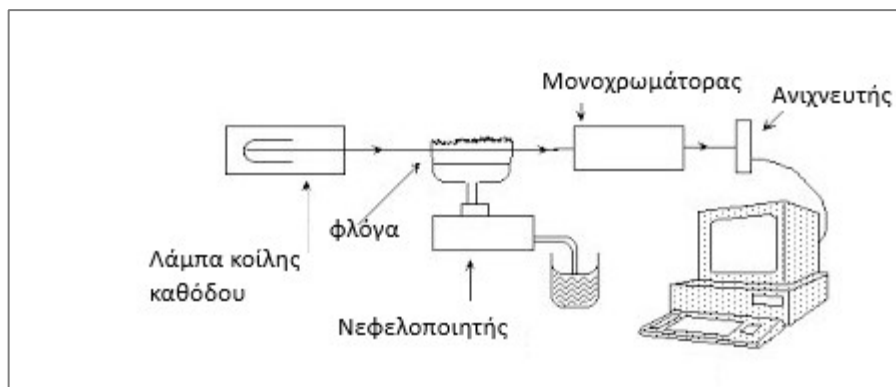 Μονοχρωμάτορας
Ανιχνευτής
φλόγα
Λάμπα κοίλης
καθόδου
Νεφελοποιητής